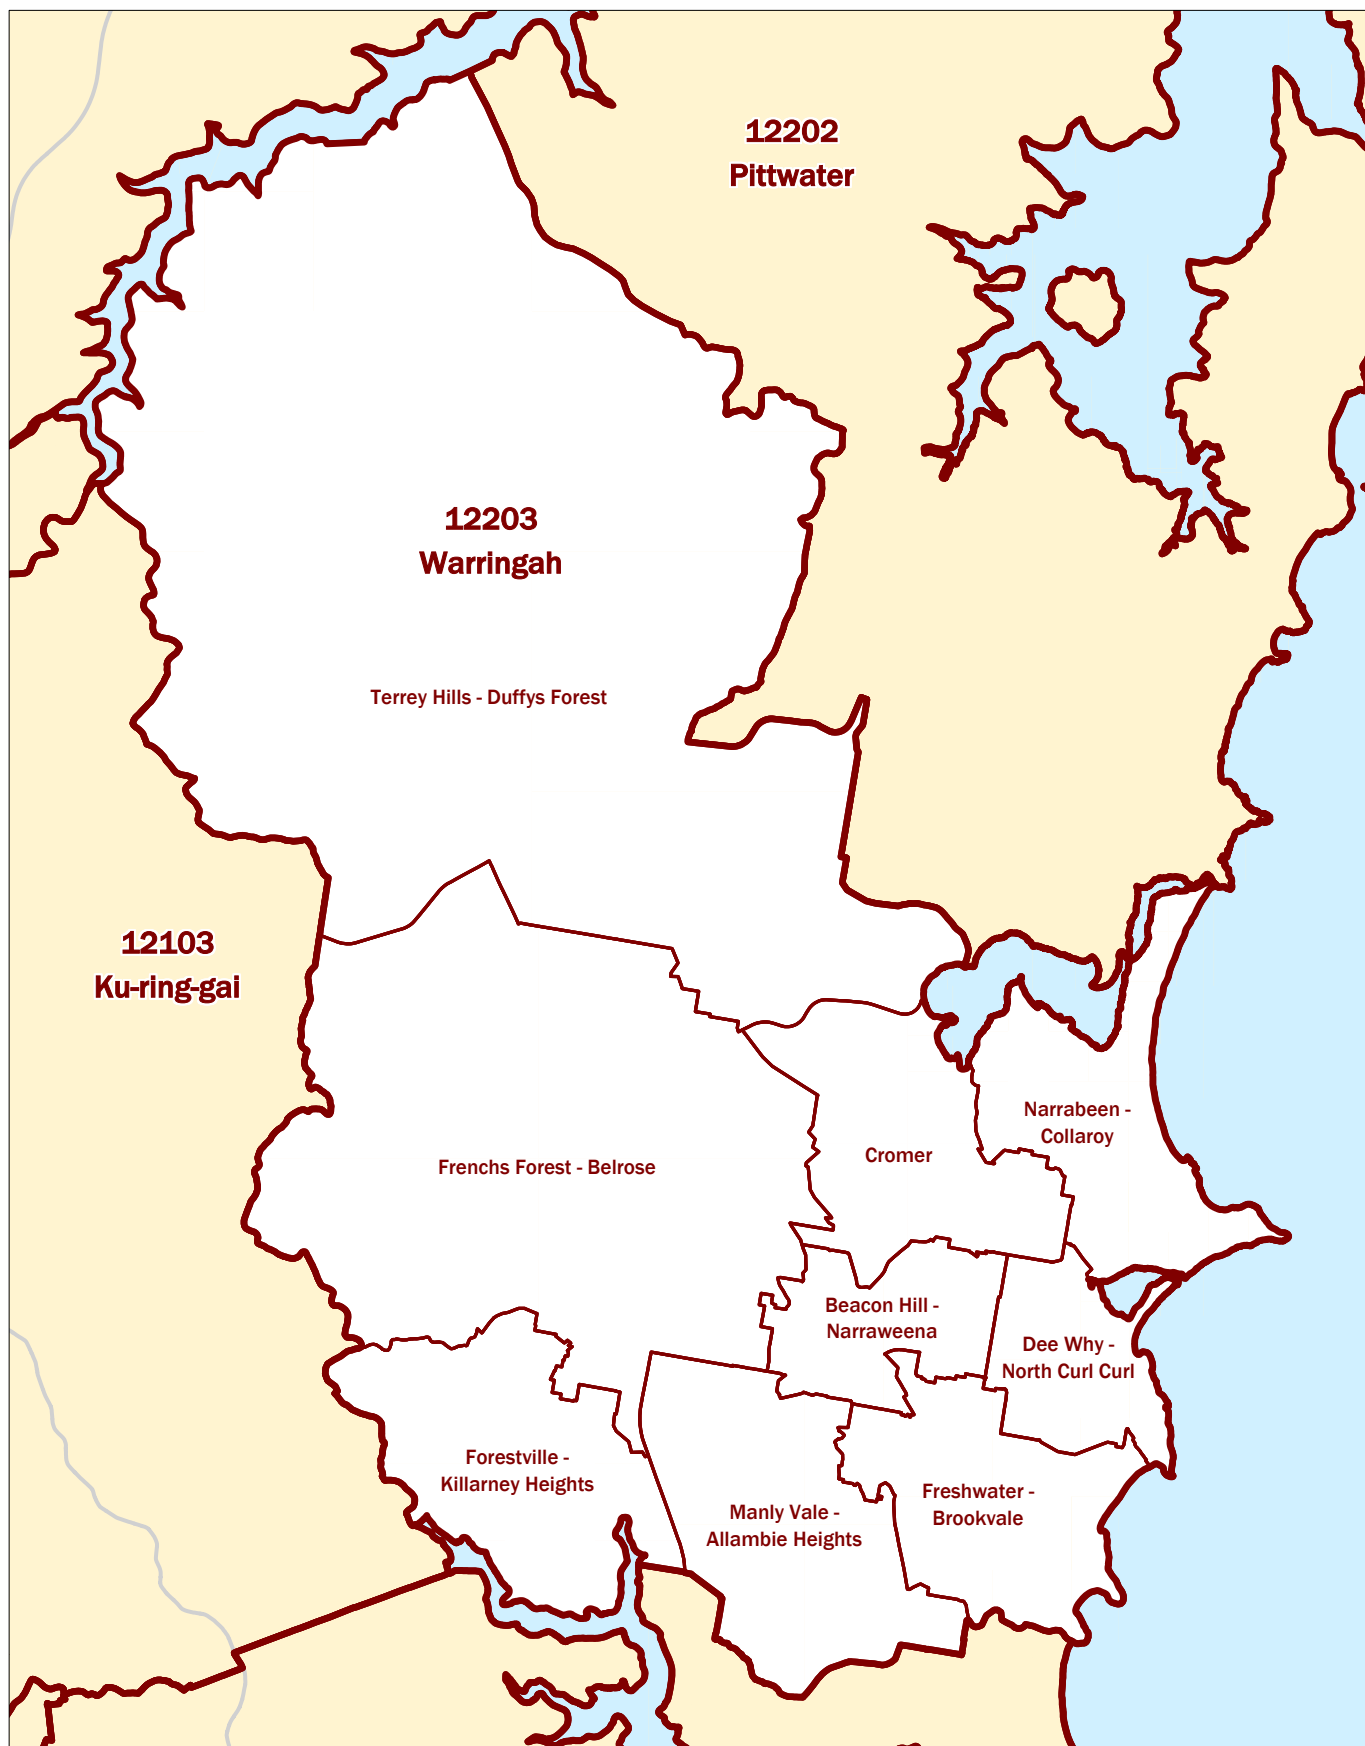 12202
Pittwater
12203
Warringah
Terrey Hills - Duffys Forest
12103
Ku-ring-gai
Narrabeen -
Collaroy
Cromer
Frenchs Forest - Belrose
Beacon Hill -
Narraweena
Dee Why -
North Curl Curl
Forestville -
Killarney Heights
Freshwater -
Brookvale
Manly Vale -
Allambie Heights